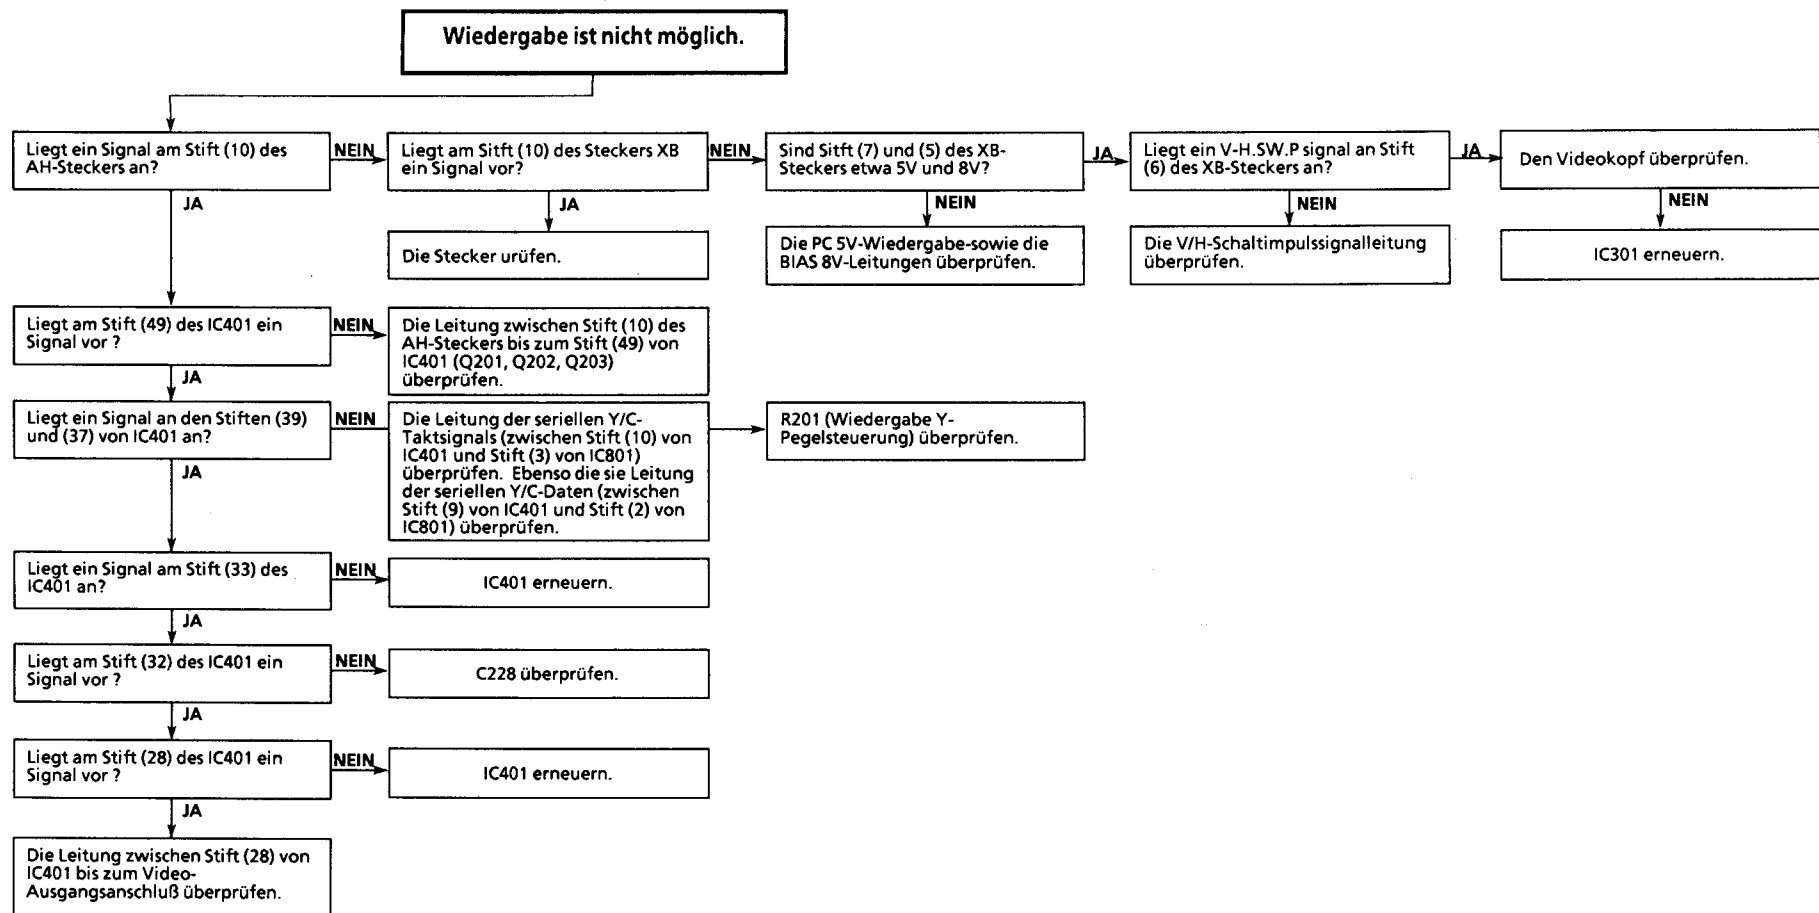 Wiedergabe ist nicht möglich.
Liegt ein Signal am Stift (10) des
AH-Steckers an?
NEIN
Liegt am Sitft (10) des Steckers XB
ein Signal vor?
NEIN
Sind Sitft (7) und (5) des XB-
Steckers etwa 5V und 8V?
JA
Liegt ein V-H.SW.P signal an Stift
(6) des XB-Steckers an?
JA
Den Videokopf überprüfen.
JA
JA
NEIN
NEIN
NEIN
Die Stecker urüfen.
Die PC 5V-Wiedergabe-sowie die
BIAS 8V-Leitungen überprüfen.
Die V/H-Schaltimpulssignalleitung
überprüfen.
IC301 erneuern.
Liegt am Stift (49) des IC401 ein
Signal vor ?
NEIN
Die Leitung zwischen Stift (10) des
AH-Steckers bis zum Stift (49) von
IC401 (Q201, Q202, Q203)
überprüfen.
JA
Liegt ein Signal an den Stiften (39)
und (37) von IC401 an?
NEIN
Die Leitung der seriellen Y/C-
Taktsignals (zwischen Stift (10) von
IC401 und Stift (3) von IC801)
überprüfen. Ebenso die sie Leitung
der seriellen Y/C-Daten (zwischen
Stift (9) von IC401 und Stift (2) von
IC801) überprüfen.
R201 (Wiedergabe Y-
Pegelsteuerung) überprüfen.
JA
Liegt ein Signal am Stift (33) des
IC401 an?
NEIN
IC401 erneuern.
JA
Liegt am Stift (32) des IC401 ein
Signal vor ?
NEIN
C228 überprüfen.
JA
Liegt am Stift (28) des IC401 ein
Signal vor ?
NEIN
IC401 erneuern.
JA
Die Leitung zwischen Stift (28) von
IC401 bis zum Video-
Ausgangsanschluß überprüfen.